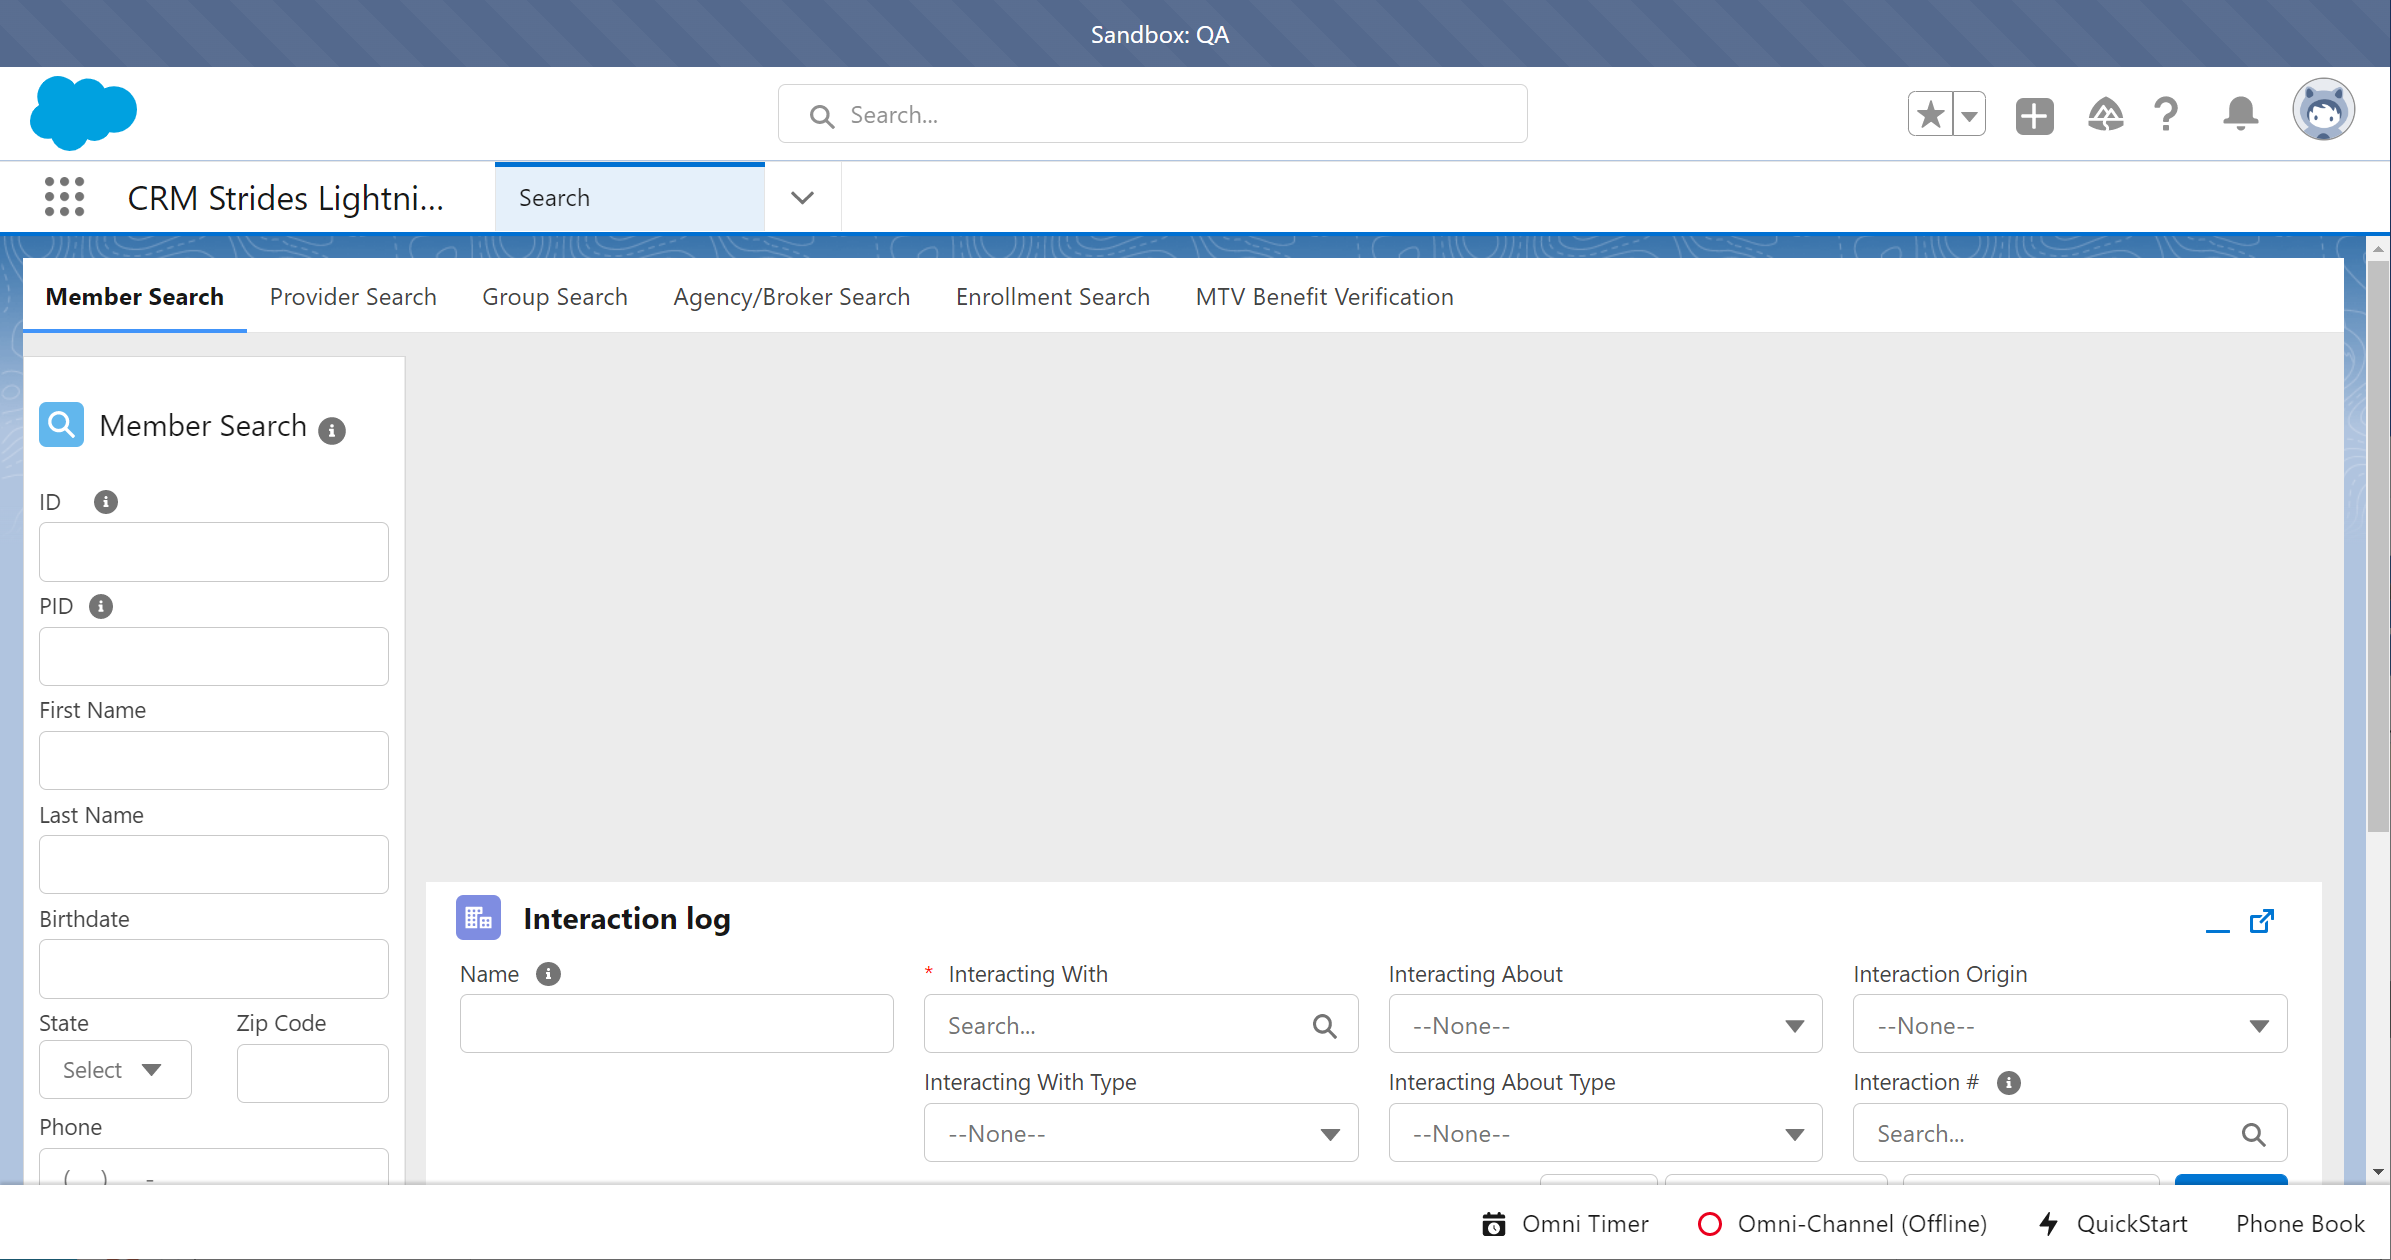 Sandbox: QA
Search...
CRM Strides Lightni...
Search
Member Search
Provider Search
Group Search
Agency/Broker Search
Enrollment Search
MTV Benefit Verification
Member Search
ID
PID
First Name
Last Name
Birthdate
State
Zip Code
Select
Phone
( ) -
Interaction log
Name
* Interacting With
Interacting About
Interaction Origin
Search...
--None--
--None--
Interacting With Type
Interacting About Type
Interaction #
--None--
--None--
Search...
Omni Timer
Omni-Channel (Offline)
QuickStart
Phone Book